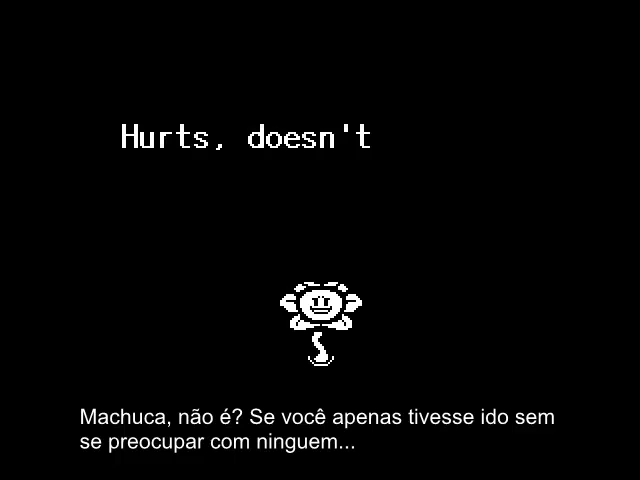 Hurts, doesn't
Machuca, não é? Se você apenas tivesse ido sem
se preocupar com ninguem...